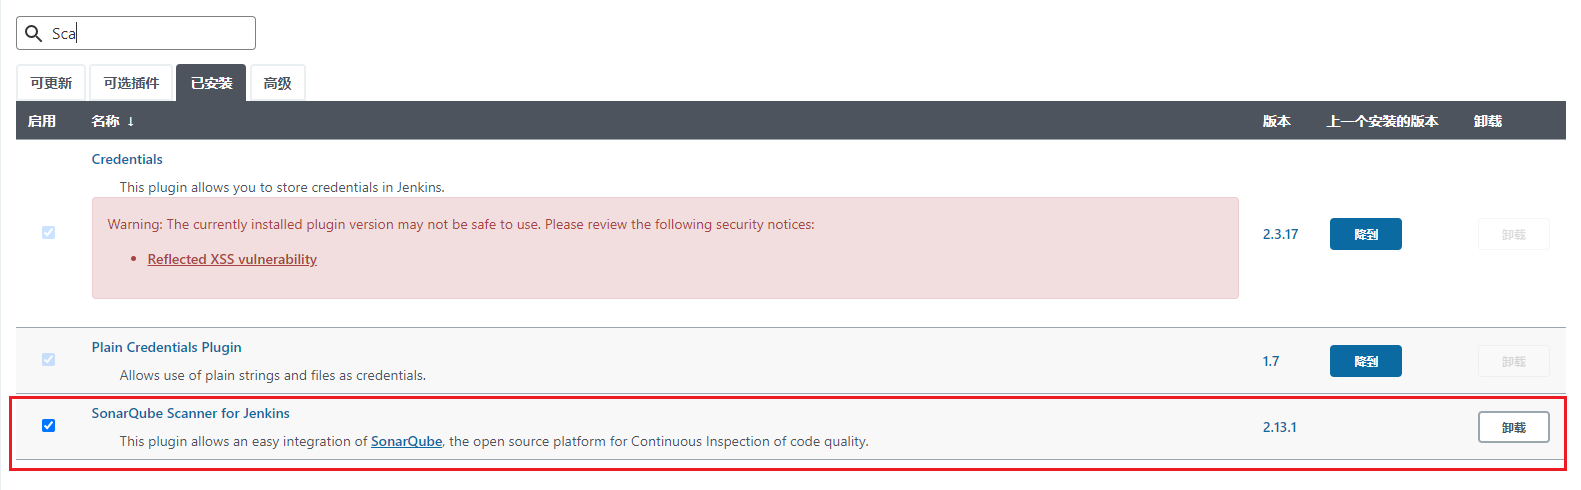 Sca
可更新 可选插件 已安装 高级
启用 名称 ↓ 版本 上一个安装的版本 卸载
Credentials
This plugin allows you to store credentials in Jenkins.
Warning: The currently installed plugin version may not be safe to use. Please review the following security notices:
2.3.17 降到 卸载
• Reflected XSS vulnerability
Plain Credentials Plugin
1.7 降到 卸载
Allows use of plain strings and files as credentials.
SonarQube Scanner for Jenkins
2.13.1 卸载
This plugin allows an easy integration of SonarQube, the open source platform for Continuous Inspection of code quality.